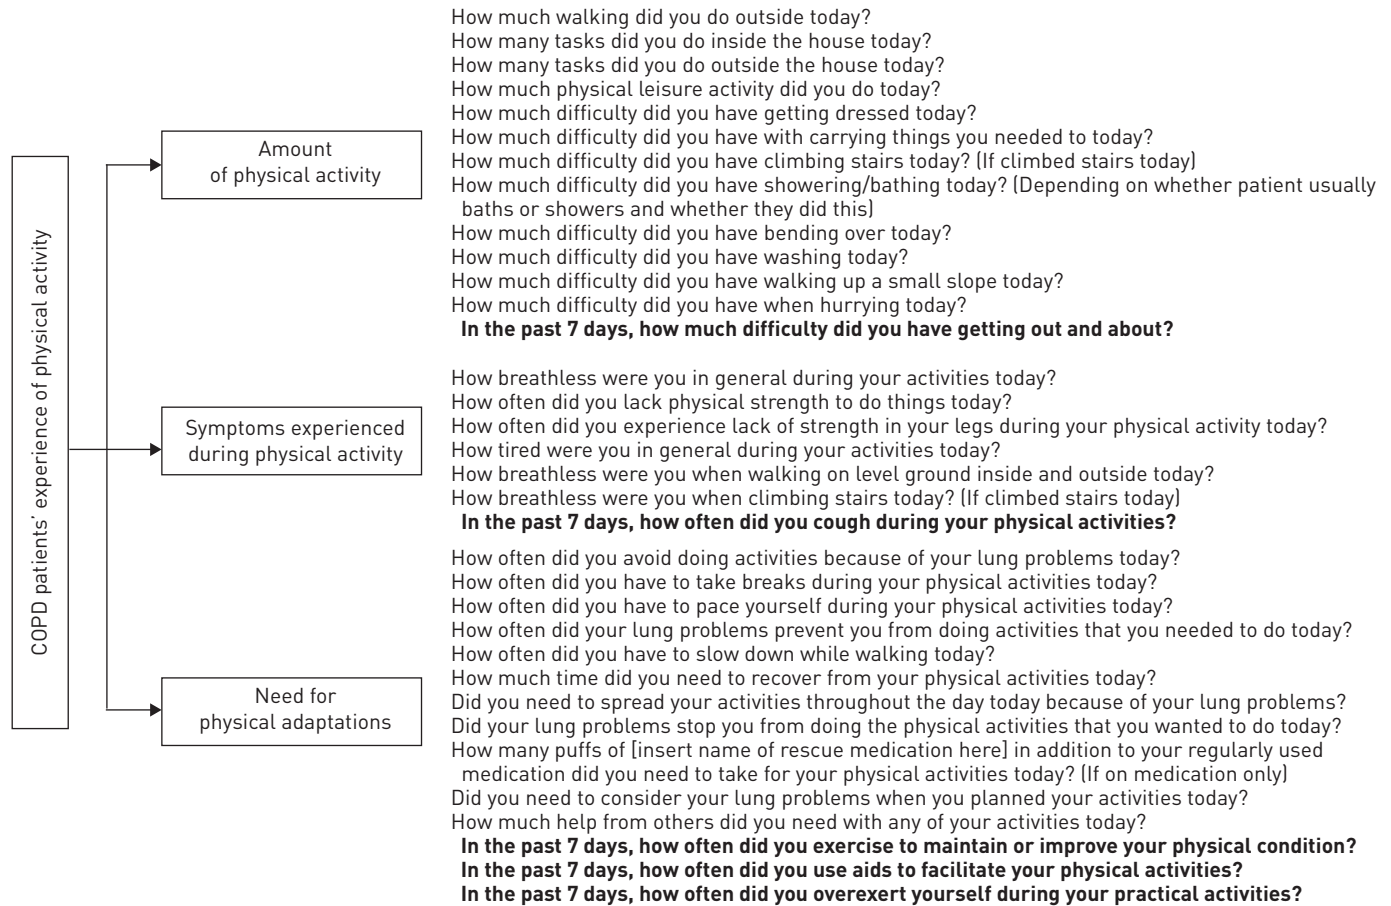 COPD patients' experience of physical activity
Amount
of physical activity
How much walking did you do outside today?
How many tasks did you do inside the house today?
How many tasks did you do outside the house today?
How much physical leisure activity did you do today?
How much difficulty did you have getting dressed today?
How much difficulty did you have with carrying things you needed to today?
How much difficulty did you have climbing stairs today? (If climbed stairs today)
How much difficulty did you have showering/bathing today? (Depending on whether patient usually
baths or showers and whether they did this)
How much difficulty did you have bending over today?
How much difficulty did you have washing today?
How much difficulty did you have walking up a small slope today?
How much difficulty did you have when hurrying today?
In the past 7 days, how much difficulty did you have getting out and about?
Symptoms experienced
during physical activity
How breathless were you in general during your activities today?
How often did you lack physical strength to do things today?
How often did you experience lack of strength in your legs during your physical activity today?
How tired were you in general during your activities today?
How breathless were you when walking on level ground inside and outside today?
How breathless were you when climbing stairs today? (If climbed stairs today)
In the past 7 days, how often did you cough during your physical activities?
Need for
physical adaptations
How often did you avoid doing activities because of your lung problems today?
How often did you have to take breaks during your physical activities today?
How often did you have to pace yourself during your physical activities today?
How often did your lung problems prevent you from doing activities that you needed to do today?
How often did you have to slow down while walking today?
How much time did you need to recover from your physical activities today?
Did you need to spread your activities throughout the day today because of your lung problems?
Did your lung problems stop you from doing the physical activities that you wanted to do today?
How many puffs of [insert name of rescue medication here] in addition to your regularly used
medication did you need to take for your physical activities today? (If on medication only)
Did you need to consider your lung problems when you planned your activities today?
How much help from others did you need with any of your activities today?
In the past 7 days, how often did you exercise to maintain or improve your physical condition?
In the past 7 days, how often did you use aids to facilitate your physical activities?
In the past 7 days, how often did you overexert yourself during your practical activities?